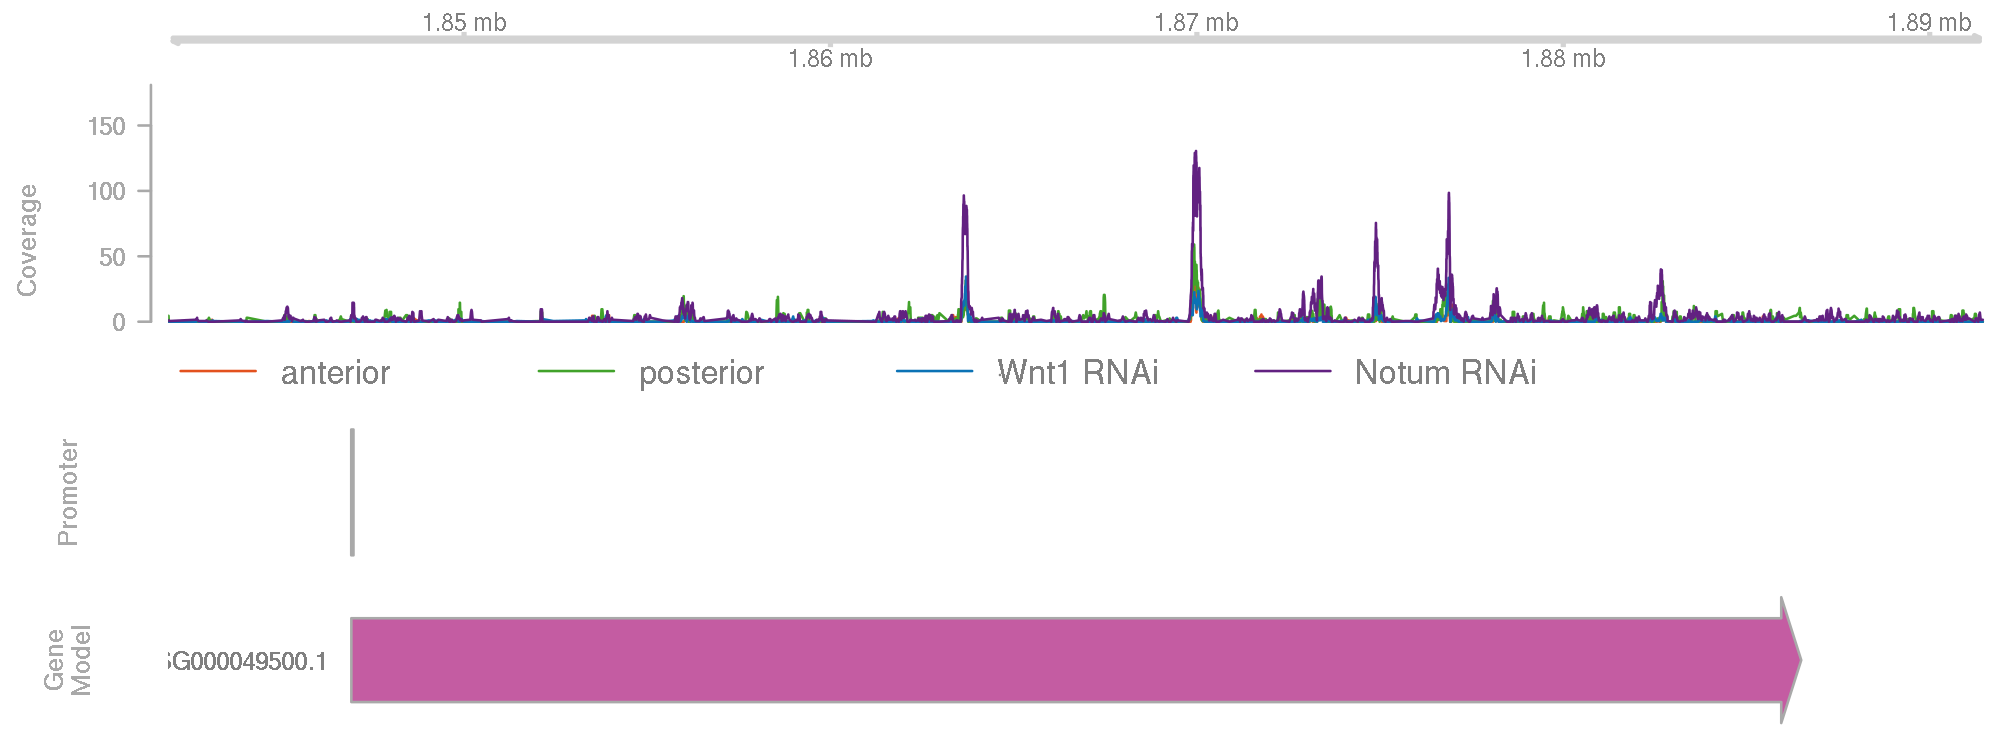 1.85 mb
1.87 mb
1.89 mb
1.86 mb
1.88 mb
Coverage
150
100
50
0
anterior
posterior
Wnt1 RNAi
Notum RNAi
Promoter
Gene
Model
G000049500.1